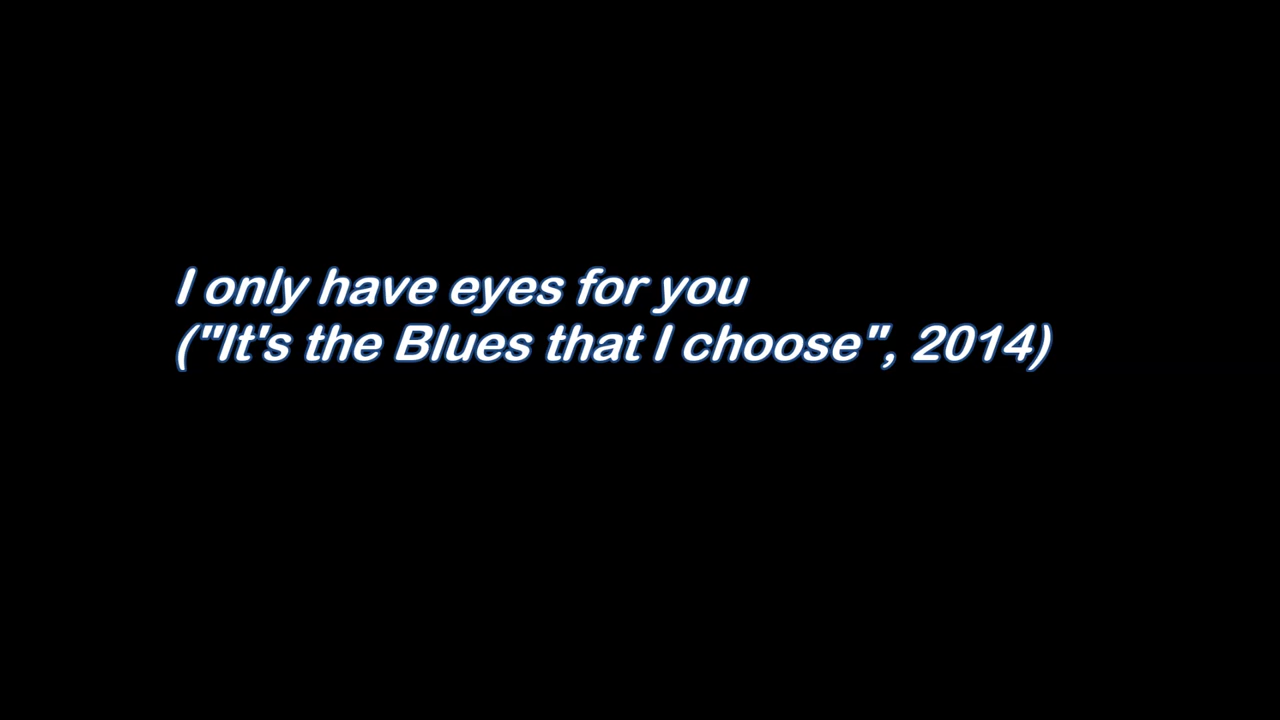 I only have eyes for you
("It's the Blues that I choose", 2014)